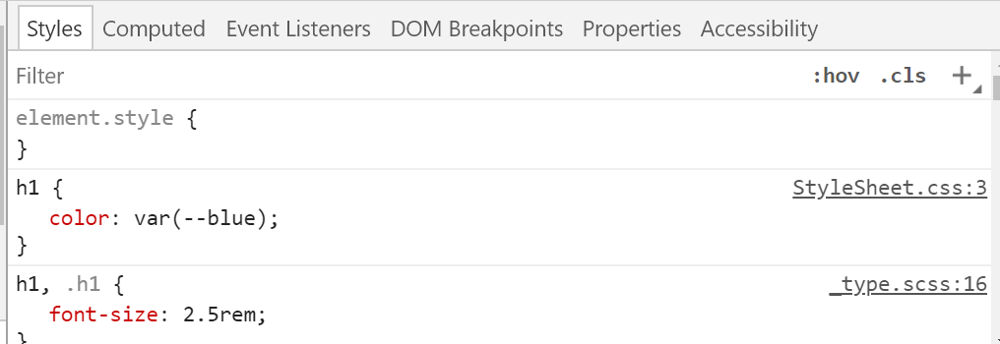 Styles Computed Event Listeners DOM Breakpoints Properties Accessibility
Filter :hov .cls +
element.style {
}
h1 { StyleSheet.css:3
color: var(--blue);
}
h1, .h1 { _type.scss:16
font-size: 2.5rem;
}